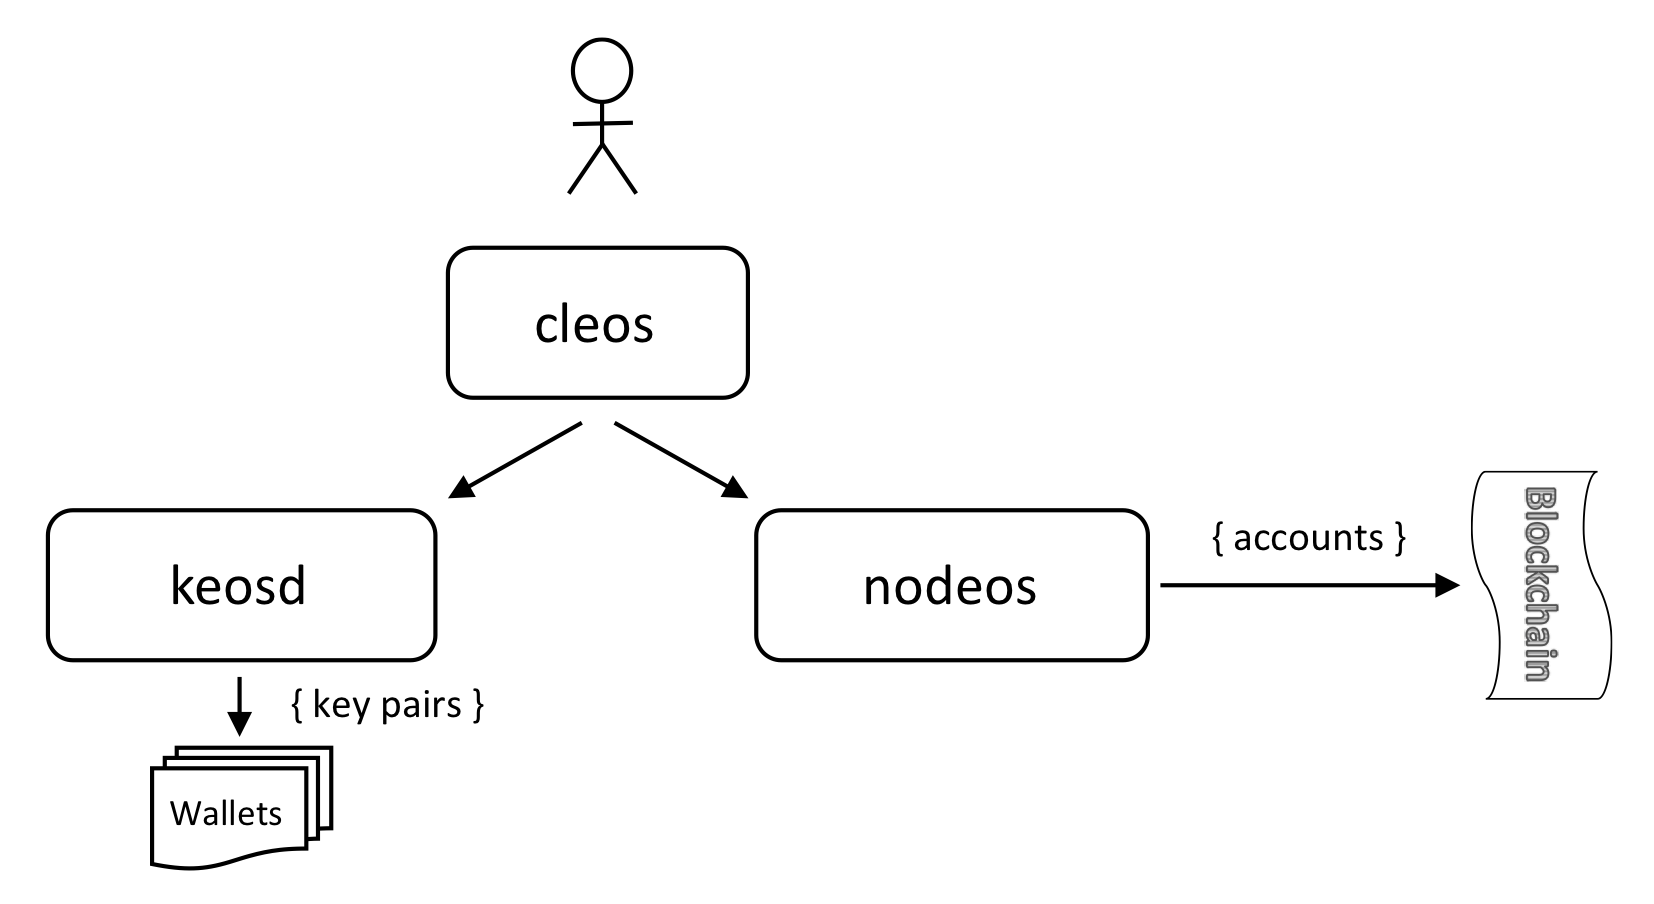 cleos
keosd
nodeos
{ accounts }
Blockchain
{ key pairs }
Wallets